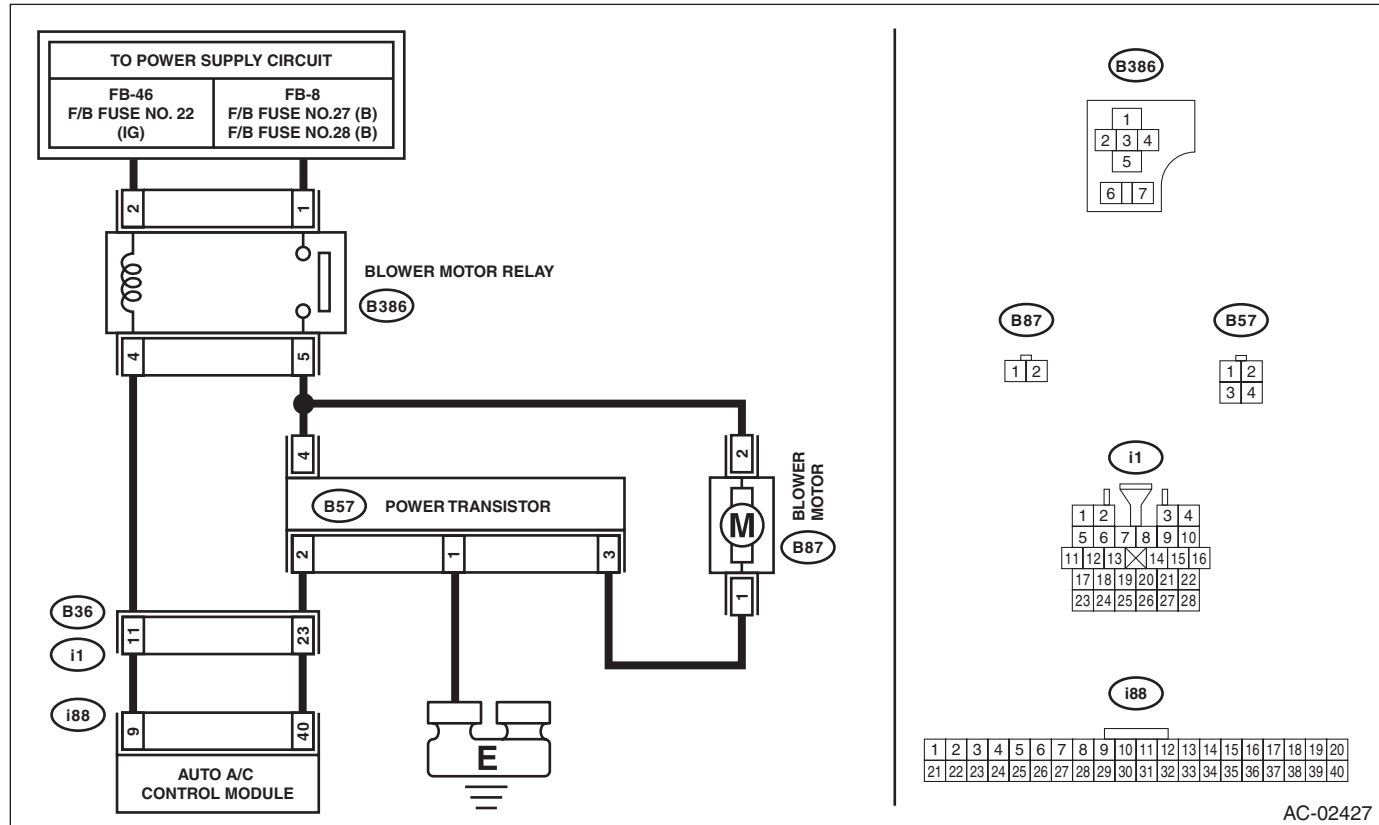 TO POWER SUPPLY CIRCUIT
FB-46
F/B FUSE NO. 22
(IG)
FB-8
F/B FUSE NO.27 (B)
F/B FUSE NO.28 (B)
2
1
BLOWER MOTOR RELAY
B386
4
5
4
B57
POWER TRANSISTOR
2
1
3
2
M
BLOWER
MOTOR
B87
1
B36
i1
11
23
i88
9
40
AUTO A/C
CONTROL MODULE
E
B386
1
2 3 4
5
6 7
B87
1 2
B57
1 2
3 4
i1
1 2 3 4
5 6 7 8 9 10
11 12 13 14 15 16
17 18 19 20 21 22
23 24 25 26 27 28
i88
1 2 3 4 5 6 7 8 9 10 11 12 13 14 15 16 17 18 19 20
21 22 23 24 25 26 27 28 29 30 31 32 33 34 35 36 37 38 39 40
AC-02427